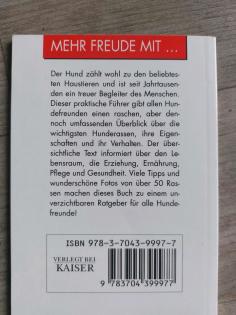 MEHR FREUDE MIT ...
Der Hund zählt wohl zu den beliebtes-
ten Haustieren und ist seit Jahrtausen-
den ein treuer Begleiter des Menschen.
Dieser praktische Führer gibt allen Hun-
defreunden einen raschen, aber den-
noch umfassenden Überblick über die
wichtigsten Hunderassen, ihre Eigen-
schaften und ihr Verhalten. Der über-
sichtliche Text informiert über den Le-
bensraum, die Erziehung, Ernährung,
Pflege und Gesundheit. Viele Tipps und
wunderschöne Fotos von über 50 Ras-
sen machen dieses Buch zu einem un-
verzichtbaren Ratgeber für alle Hunde-
freunde!
ISBN 978-3-7043-9997-7
VERLEGT BEI
KAISER
9 783704 399977